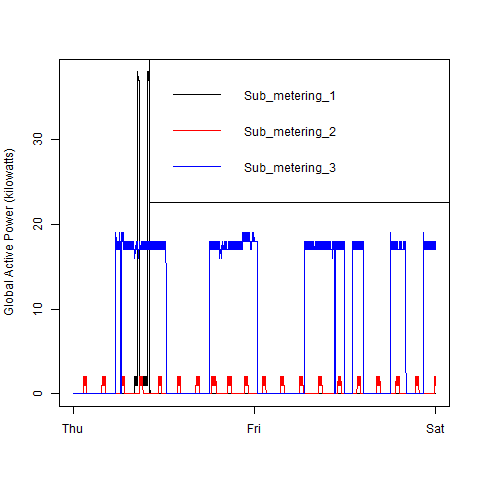 Sub_metering_1
Sub_metering_2
Sub_metering_3
Global Active Power (kilowatts)
30
20
10
0
Thu Fri Sat